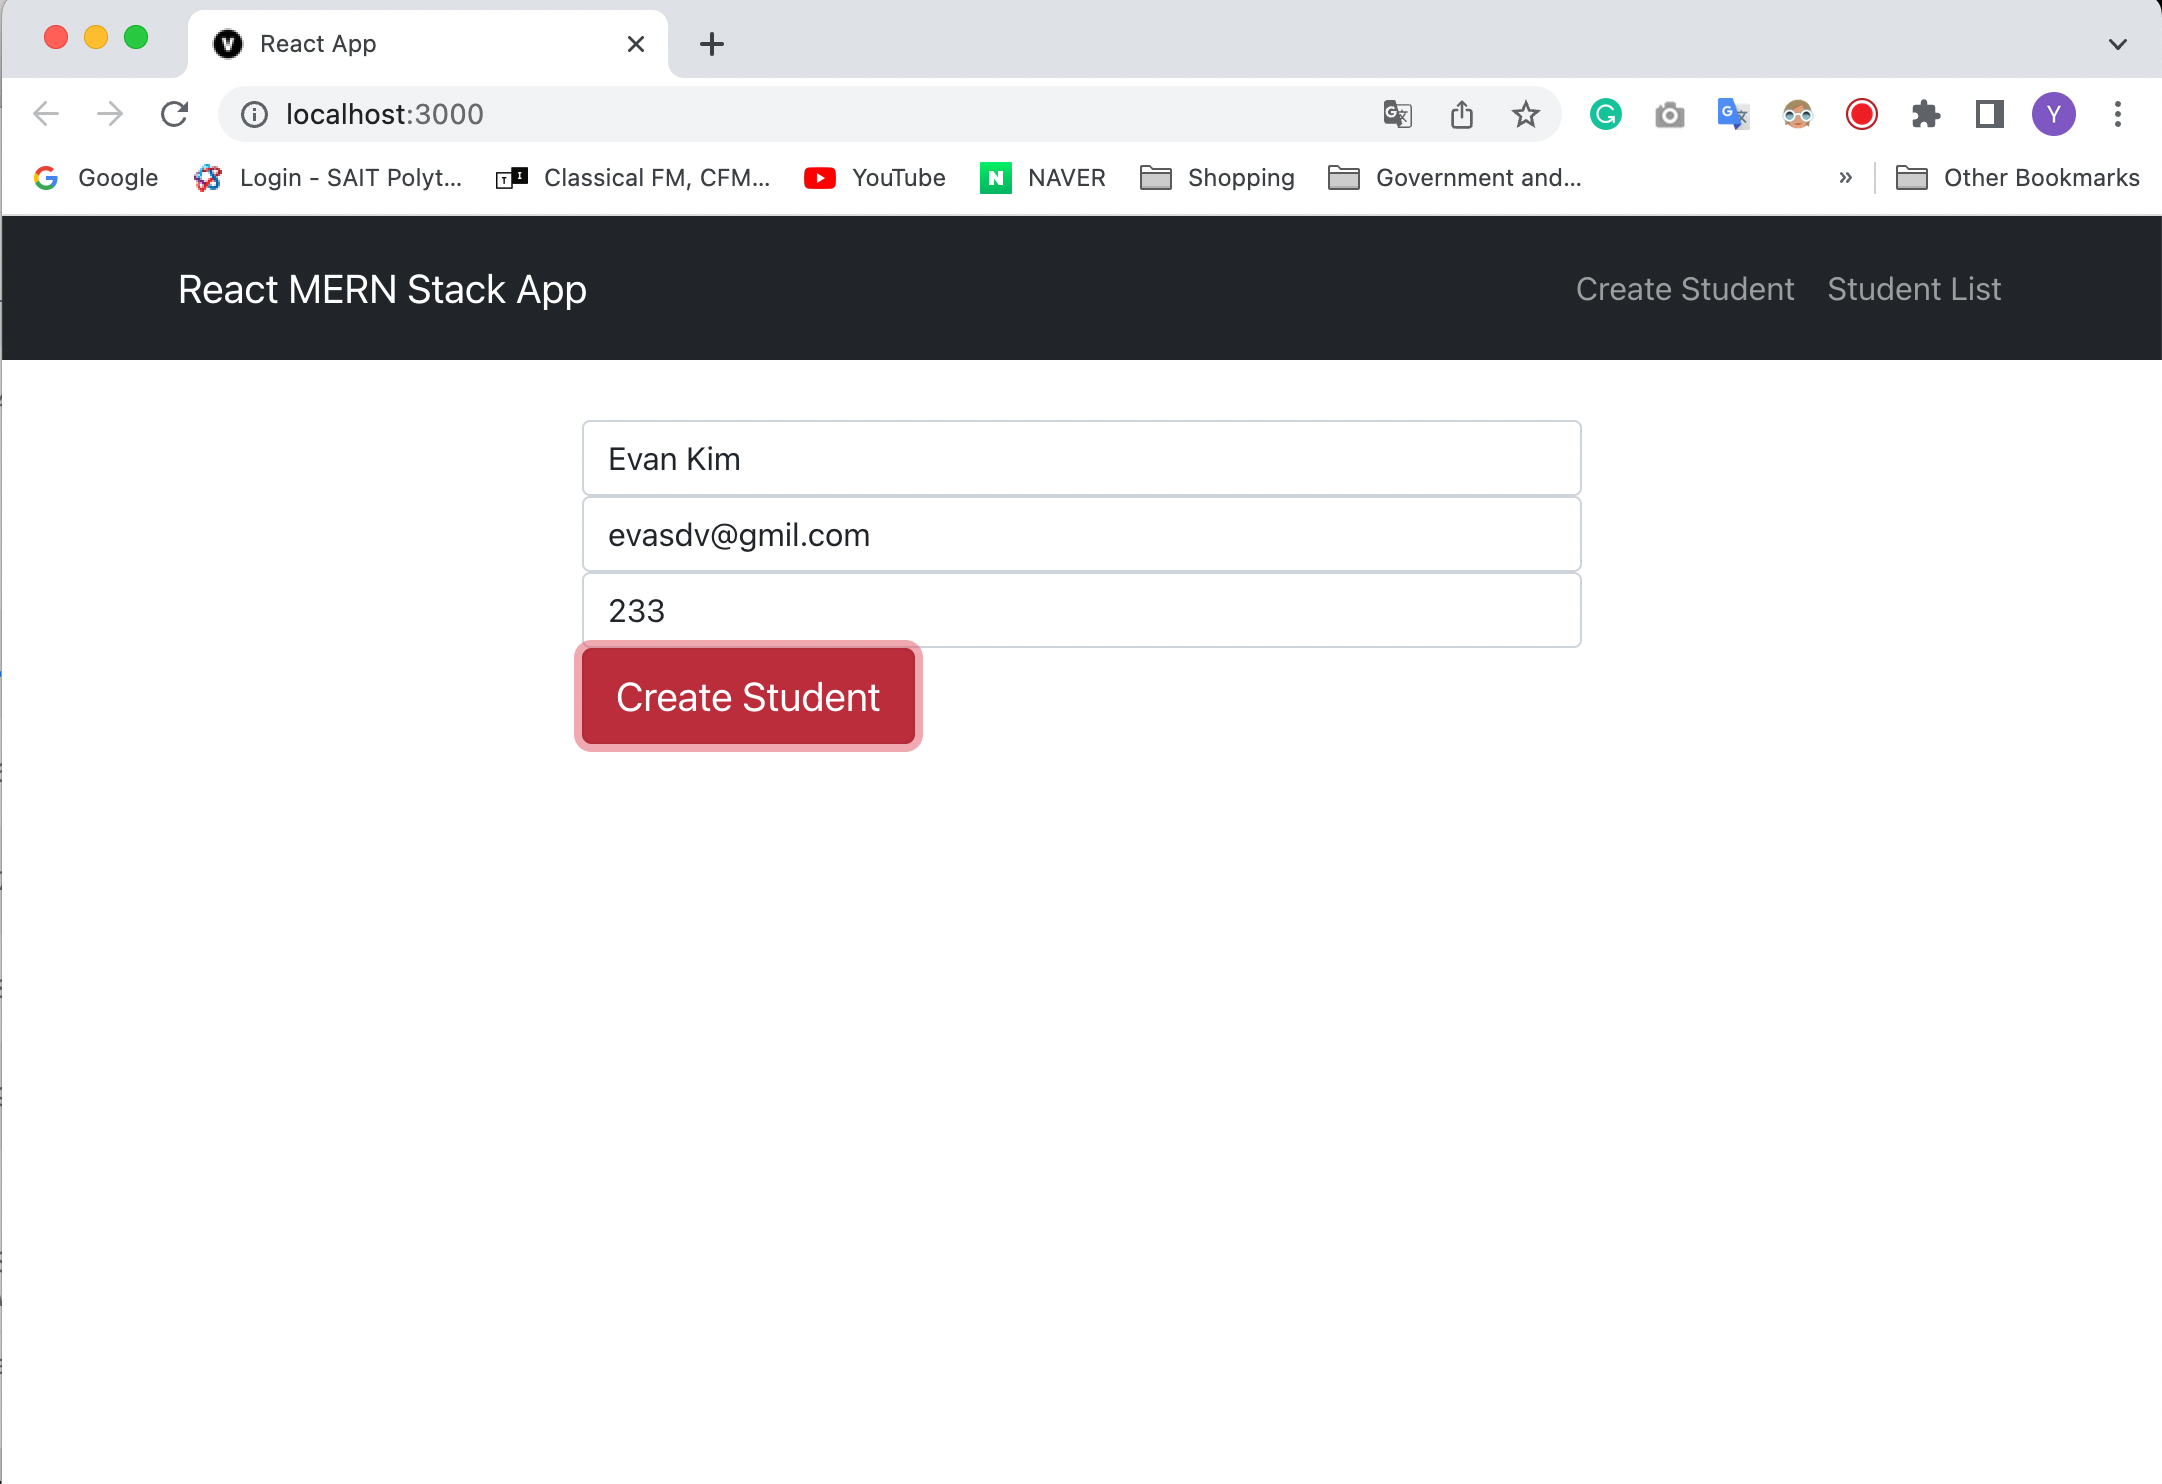 React App
localhost:3000
Y
Google
Login - SAIT Polyt...
Classical FM, CFM...
YouTube
NAVER
Shopping
Government and...
»
Other Bookmarks
React MERN Stack App
Create Student
Student List
Evan Kim
evasdv@gmil.com
233
Create Student